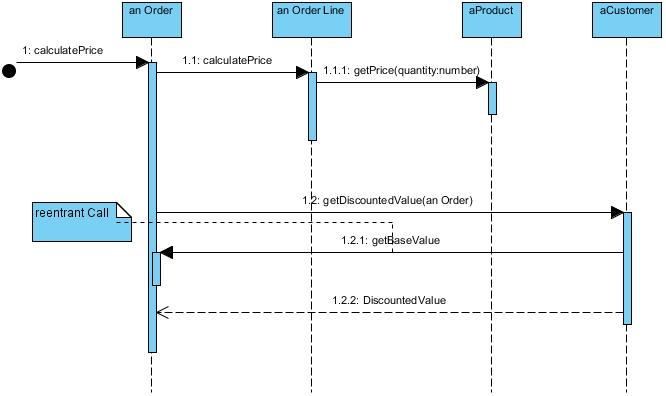 an Order
an Order Line
aProduct
aCustomer
1: calculatePrice
1.1: calculatePrice
1.1.1: getPrice(quantity:number)
1.2: getDiscountedValue(an Order)
reentrant Call
1.2.1: getBaseValue
1.2.2: DiscountedValue